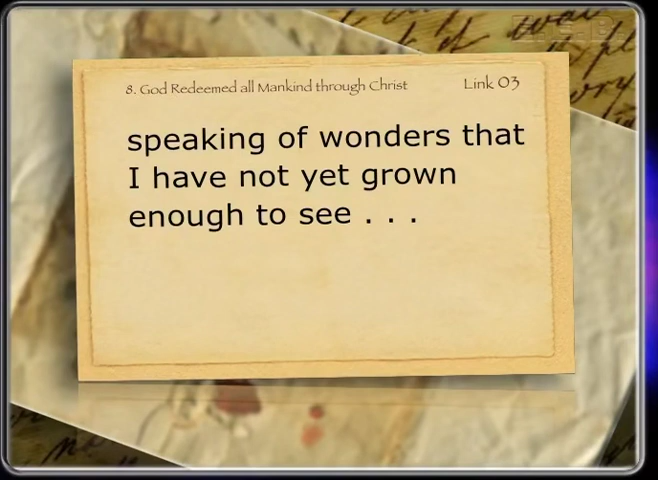 8. God Redeemed all Mankind through Christ
Link 03
speaking of wonders that
I have not yet grown
enough to see . . .